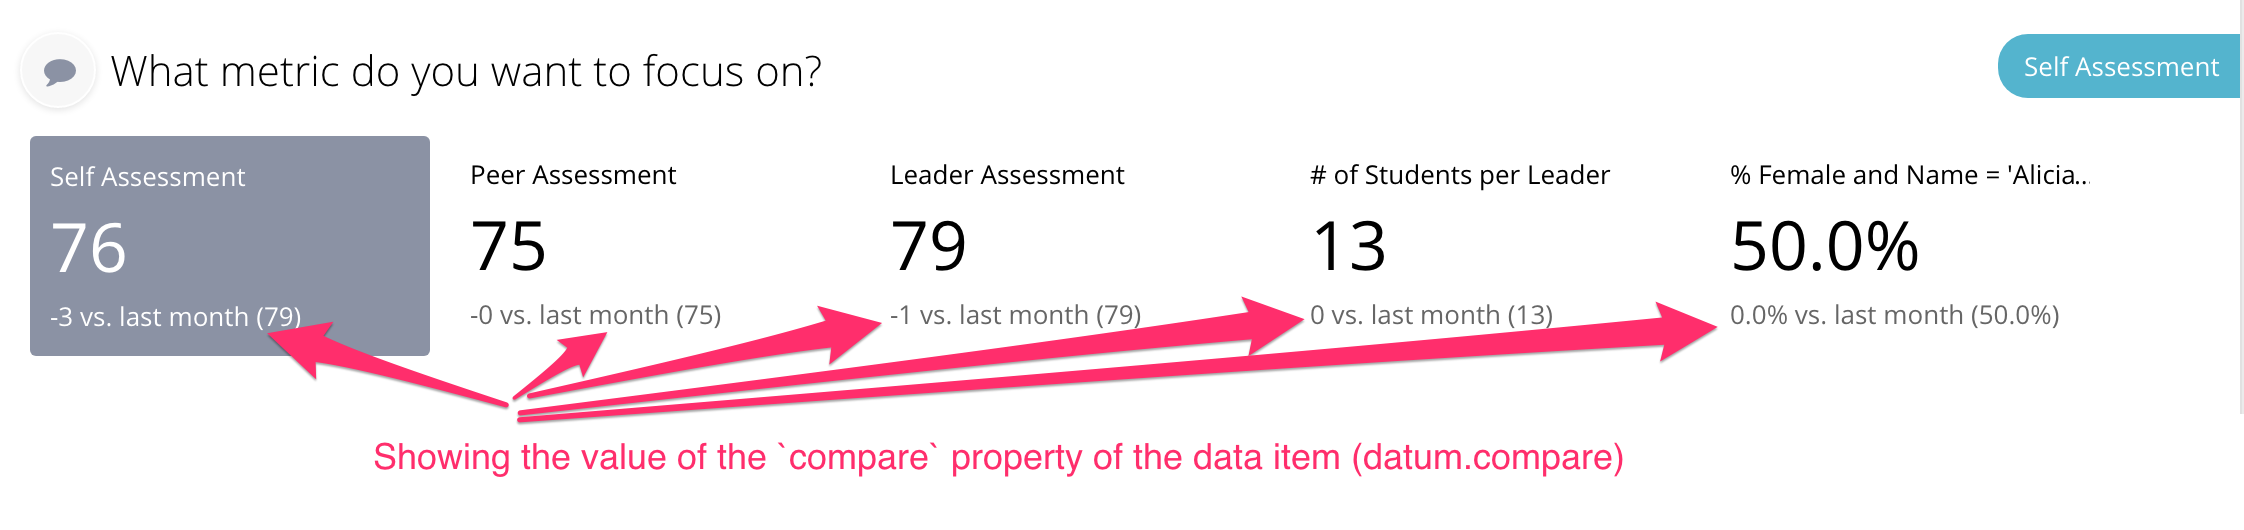 What metric do you want to focus on?
Self Assessment
Self Assessment
76
-3 vs. last month (79)
Peer Assessment
75
-0 vs. last month (75)
Leader Assessment
79
-1 vs. last month (79)
# of Students per Leader
13
0 vs. last month (13)
% Female and Name = 'Alicia...
50.0%
0.0% vs. last month (50.0%)
Showing the value of the `compare` property of the data item (datum.compare)